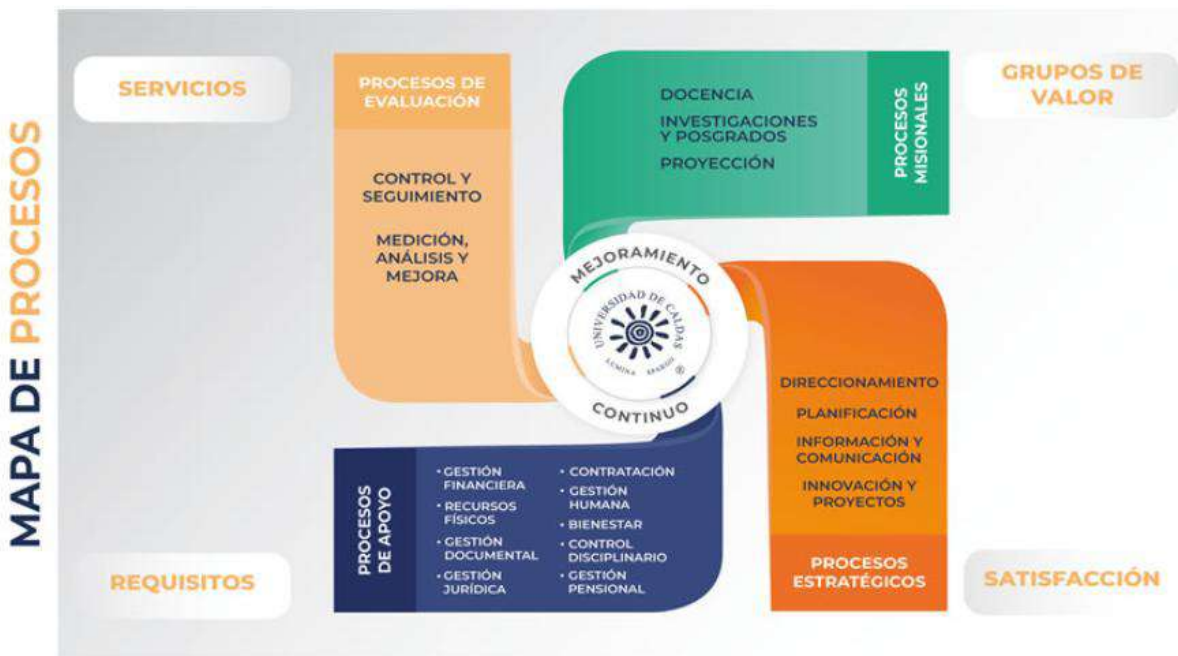 MAPA DE PROCESOS
SERVICIOS
PROCESOS DE
EVALUACIÓN
CONTROL Y
SEGUIMIENTO
MEDICIÓN,
ANÁLISIS Y
MEJORA
DOCENCIA
INVESTIGACIONES
Y POSGRADOS
PROYECCIÓN
PROCESOS
MISIONALES
GRUPOS DE
VALOR
MEJORAMIENTO
CONTINUO
UNIVERSIDAD DE CALDAS
LUMINA SPARGO
®
DIRECCIONAMIENTO
PLANIFICACIÓN
INFORMACIÓN Y
COMUNICACIÓN
INNOVACIÓN Y
PROYECTOS
PROCESOS
ESTRATÉGICOS
PROCESOS
DE APOYO
• GESTIÓN
FINANCIERA
• RECURSOS
FÍSICOS
• GESTIÓN
DOCUMENTAL
• GESTIÓN
JURÍDICA
• CONTRATACIÓN
• GESTIÓN
HUMANA
• BIENESTAR
• CONTROL
DISCIPLINARIO
• GESTIÓN
PENSIONAL
REQUISITOS
SATISFACCIÓN